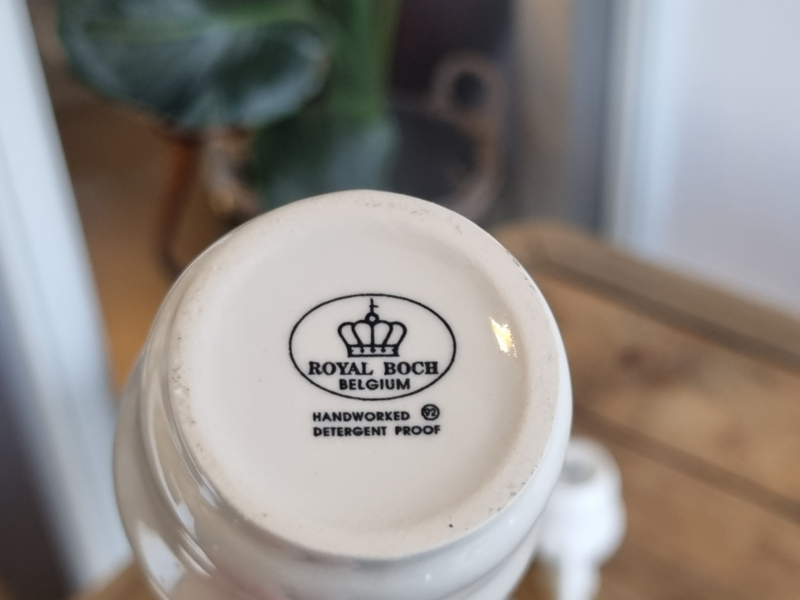 ROYAL BOCH
BELGIUM
HANDWORKED 92
DETERGENT PROOF